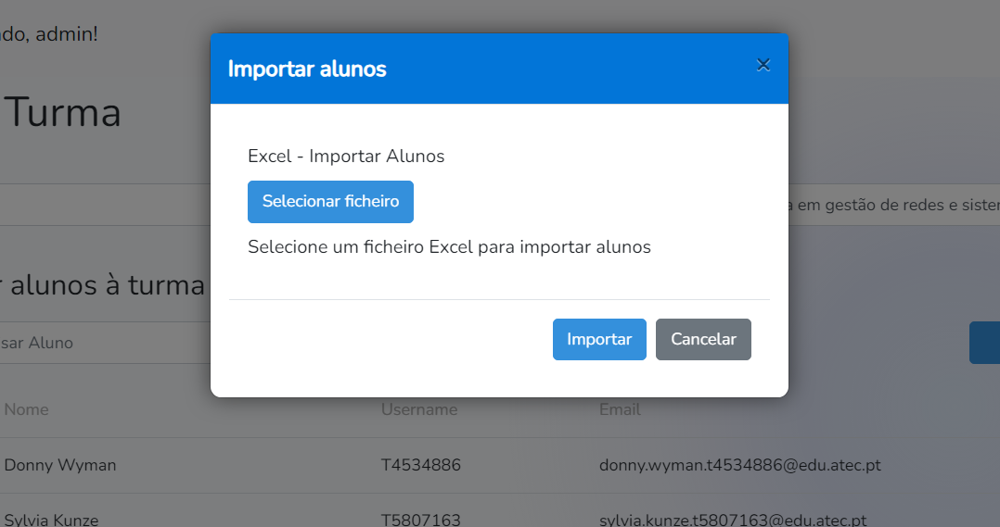 do, admin!
Importar alunos
×
Turma
Excel - Importar Alunos
Selecionar ficheiro
em gestão de redes e sister
Selecione um ficheiro Excel para importar alunos
r alunos à turma
Importar
Cancelar
sar Aluno
Nome Username Email
Donny Wyman T4534886 donny.wyman.t4534886@edu.atec.pt
Sylvia Kunze T5807163 sylvia.kunze.t5807163@edu.atec.pt